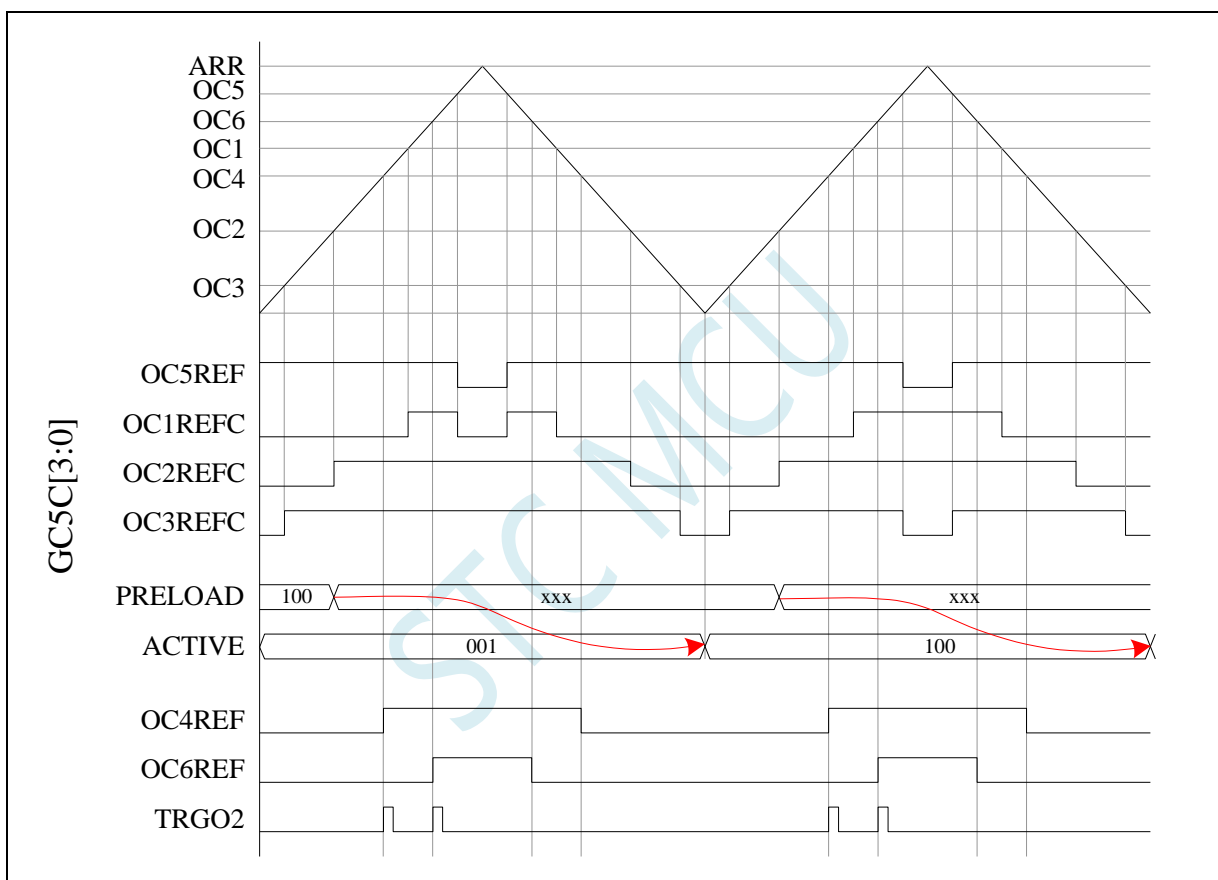 ARR
OC5
OC6
OC1
OC4
OC2
OC3
GC5C[3:0]
OC5REF
OC1REFC
OC2REFC
OC3REFC
PRELOAD 100 xxx xxx
ACTIVE 001 100
OC4REF
OC6REF
TRGO2
STC MCU